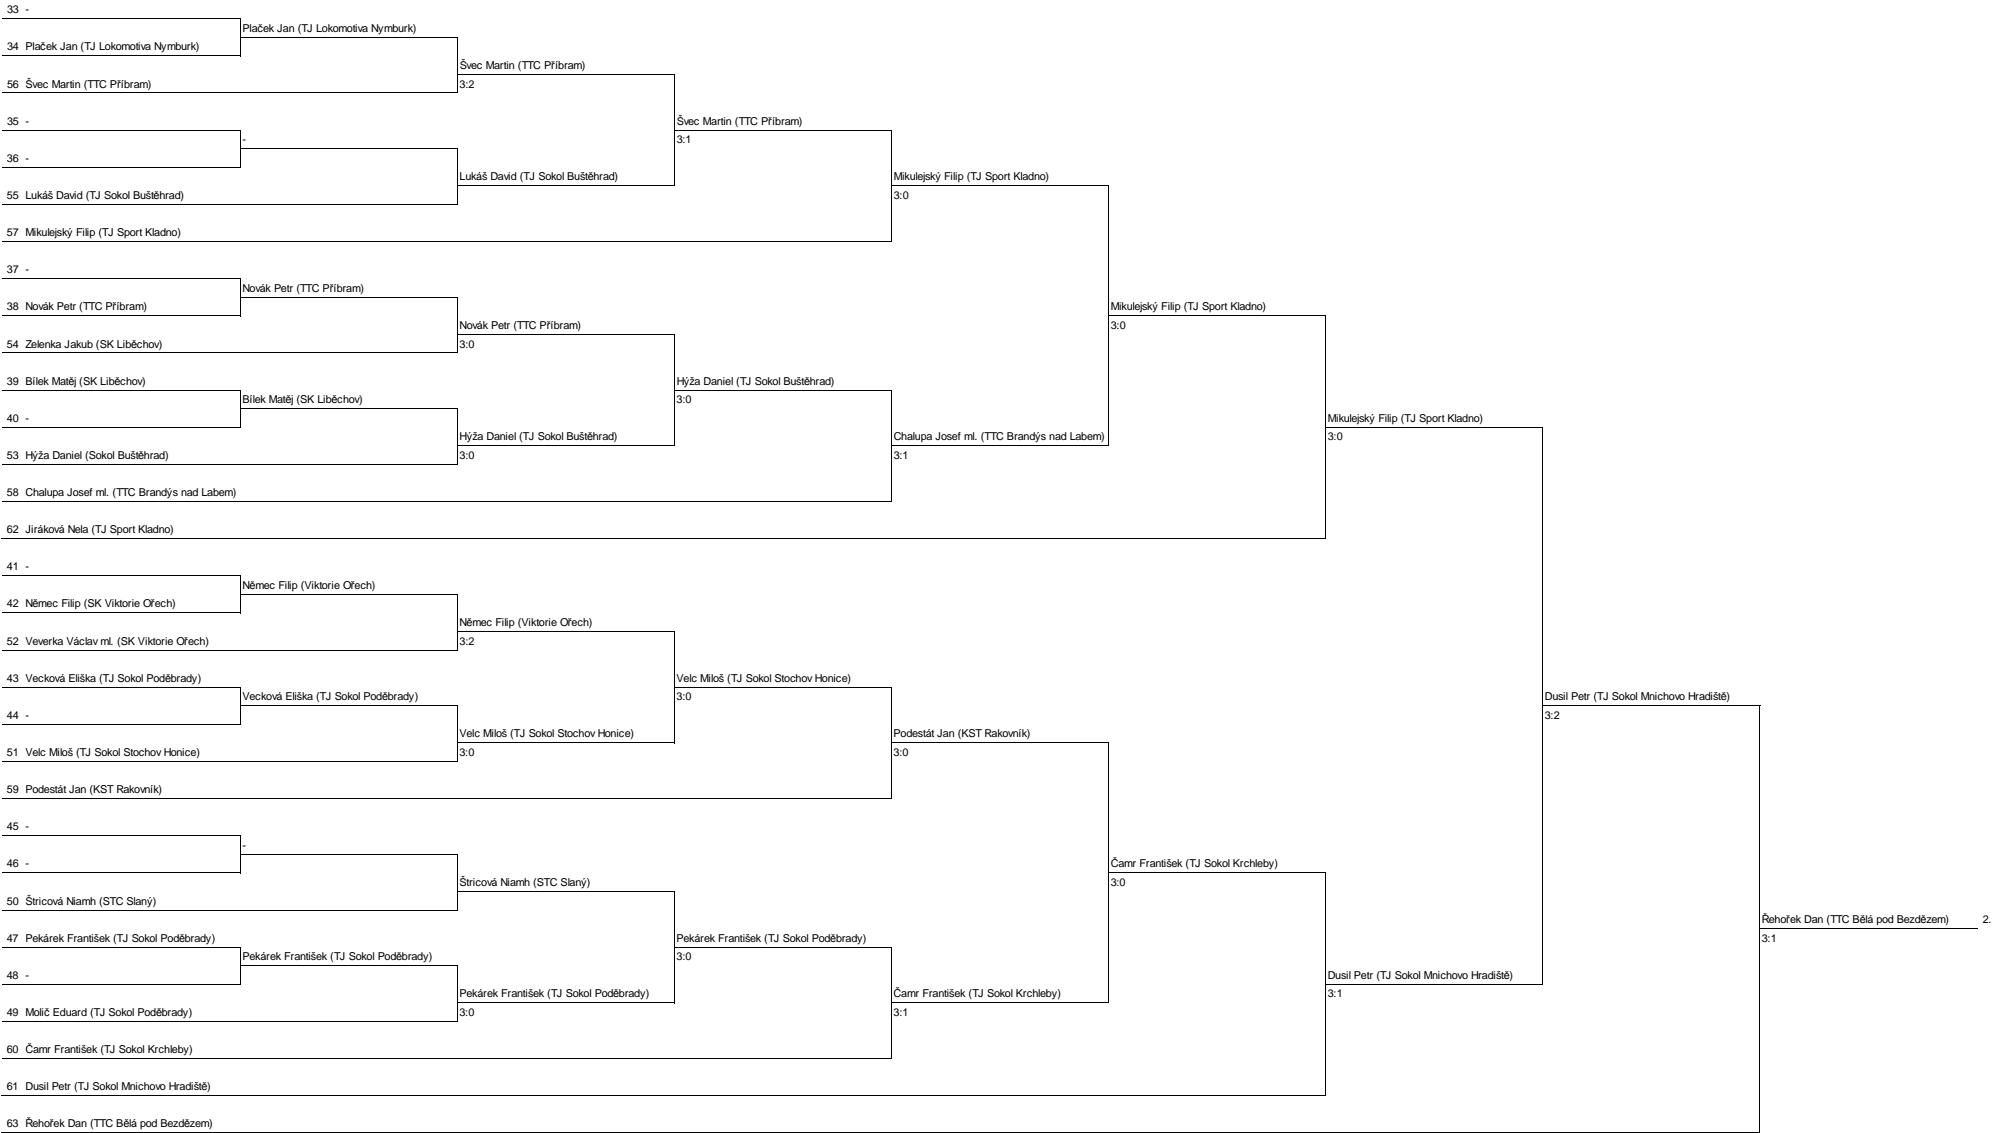 33 -
Plaček Jan (TJ Lokomotiva Nymburk)
34 Plaček Jan (TJ Lokomotiva Nymburk)
Švec Martin (TTC Příbram)
56 Švec Martin (TTC Příbram)
3:2
35 -
Švec Martin (TTC Příbram)
-
3:1
36 -
Lukáš David (TJ Sokol Buštěhrad)
Mikulejský Filip (TJ Sport Kladno)
55 Lukáš David (TJ Sokol Buštěhrad)
3:0
57 Mikulejský Filip (TJ Sport Kladno)
37 -
Novák Petr (TTC Příbram)
38 Novák Petr (TTC Příbram)
Mikulejský Filip (TJ Sport Kladno)
Novák Petr (TTC Příbram)
3:0
54 Zelenka Jakub (SK Liběchov)
3:0
39 Bílek Matěj (SK Liběchov)
Hýža Daniel (TJ Sokol Buštěhrad)
Bílek Matěj (SK Liběchov)
3:0
40 -
Mikulejský Filip (TJ Sport Kladno)
Hýža Daniel (TJ Sokol Buštěhrad)
Chalupa Josef ml. (TTC Brandýs nad Labem)
3:0
53 Hýža Daniel (Sokol Buštěhrad)
3:0
3:1
58 Chalupa Josef ml. (TTC Brandýs nad Labem)
62 Jiráková Nela (TJ Sport Kladno)
41 -
Němec Filip (Viktorie Ořech)
42 Němec Filip (SK Viktorie Ořech)
Němec Filip (Viktorie Ořech)
52 Veverka Václav ml. (SK Viktorie Ořech)
3:2
43 Vecková Eliška (TJ Sokol Poděbrady)
Velc Miloš (TJ Sokol Stochov Honice)
Vecková Eliška (TJ Sokol Poděbrady)
3:0
Dusil Petr (TJ Sokol Mnichovo Hradiště)
44 -
3:2
Velc Miloš (TJ Sokol Stochov Honice)
Podestát Jan (KST Rakovník)
51 Velc Miloš (TJ Sokol Stochov Honice)
3:0
3:0
59 Podestát Jan (KST Rakovník)
45 -
-
46 -
Čamr František (TJ Sokol Krchleby)
Štricová Niamh (STC Slaný)
3:0
50 Štricová Niamh (STC Slaný)
Řehořek Dan (TTC Bělá pod Bezdězem) 2.
47 Pekárek František (TJ Sokol Poděbrady)
Pekárek František (TJ Sokol Poděbrady)
3:1
Pekárek František (TJ Sokol Poděbrady)
3:0
48 -
Dusil Petr (TJ Sokol Mnichovo Hradiště)
Pekárek František (TJ Sokol Poděbrady)
Čamr František (TJ Sokol Krchleby)
3:1
49 Molič Eduard (TJ Sokol Poděbrady)
3:0
3:1
60 Čamr František (TJ Sokol Krchleby)
61 Dusil Petr (TJ Sokol Mnichovo Hradiště)
63 Řehořek Dan (TTC Bělá pod Bezdězem)